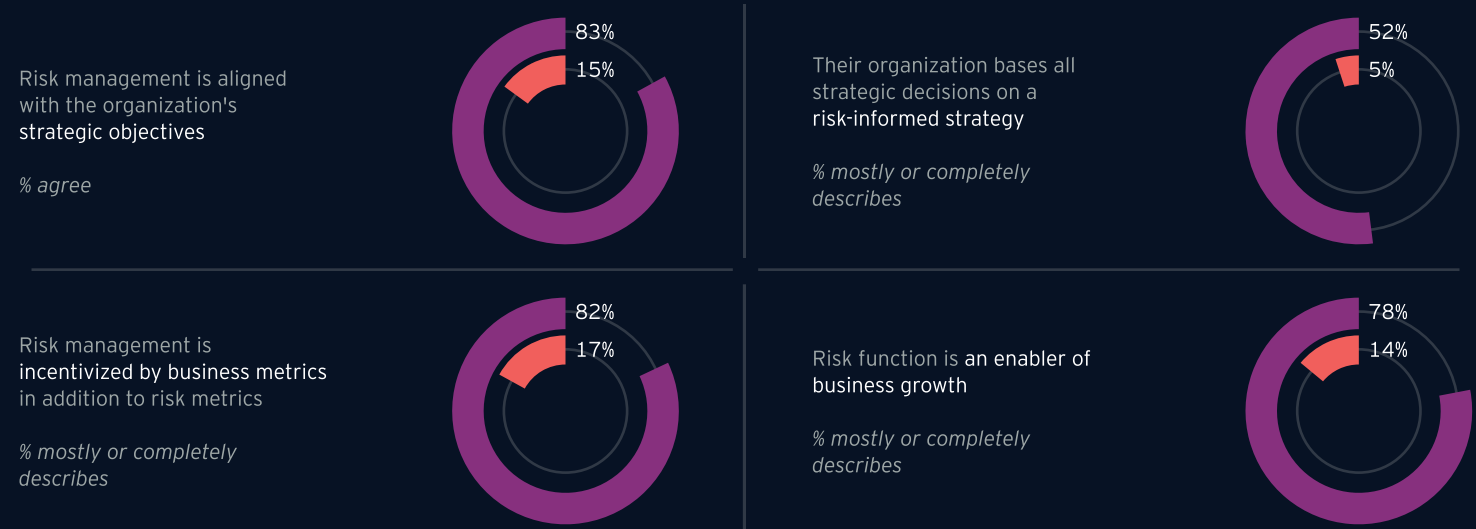 Risk management is aligned
with the organization's
strategic objectives
% agree
83%
15%
Their organization bases all
strategic decisions on a
risk-informed strategy
% mostly or completely
describes
52%
5%
Risk management is
incentivized by business metrics
in addition to risk metrics
% mostly or completely
describes
82%
17%
Risk function is an enabler of
business growth
% mostly or completely
describes
78%
14%